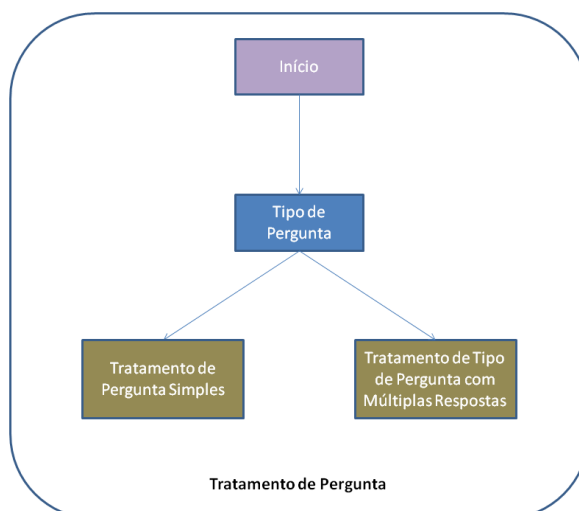 Início
Tipo de
Pergunta
Tratamento de
Pergunta Simples
Tratamento de Tipo
de Pergunta com
Múltiplas Respostas
Tratamento de Pergunta